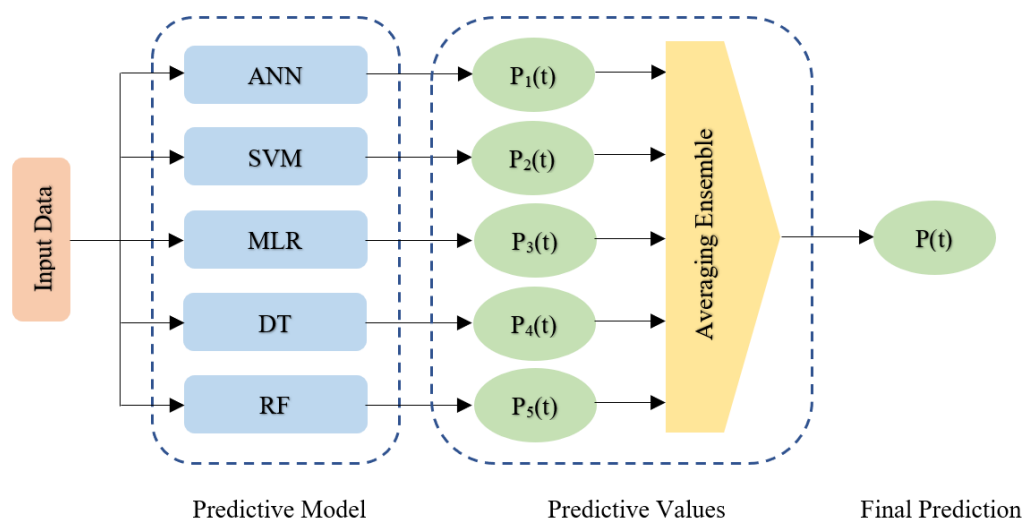 Input Data
ANN
SVM
MLR
DT
RF
P₁(t)
P₂(t)
P₃(t)
P₄(t)
P₅(t)
Averaging Ensemble
P(t)
Predictive Model
Predictive Values
Final Prediction